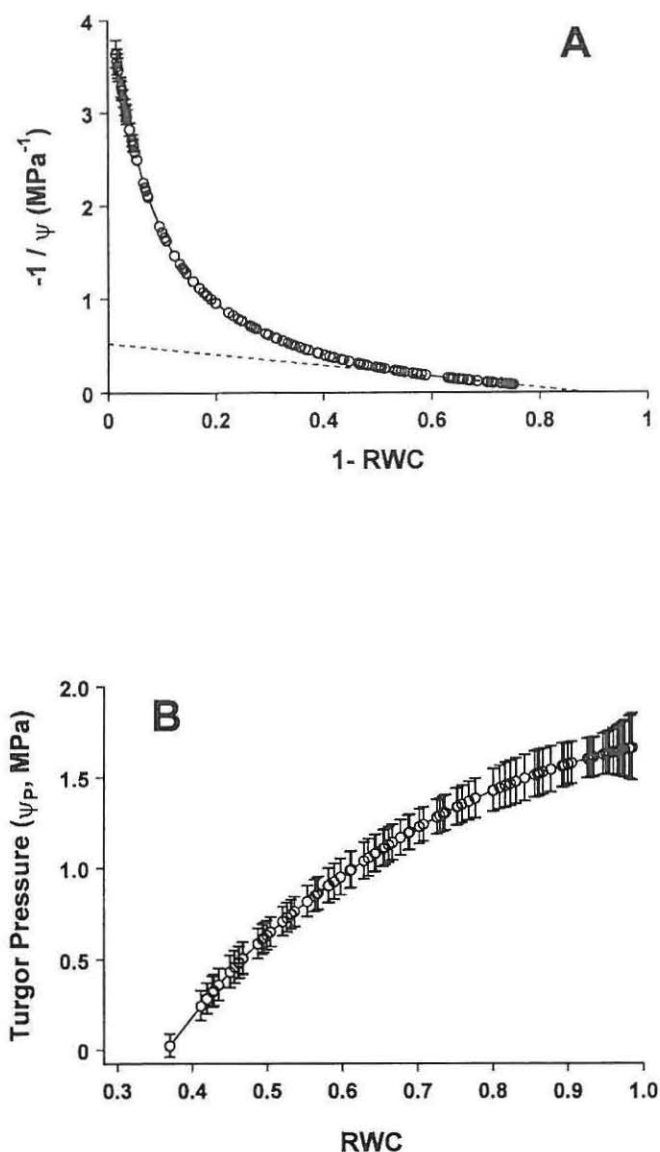 A
4
3
2
1
0
-1 / ψ (MPa⁻¹)
0 0.2 0.4 0.6 0.8 1
1- RWC
B
2.0
1.5
1.0
0.5
0
Turgor Pressure (ψP, MPa)
0.3 0.4 0.5 0.6 0.7 0.8 0.9 1.0
RWC